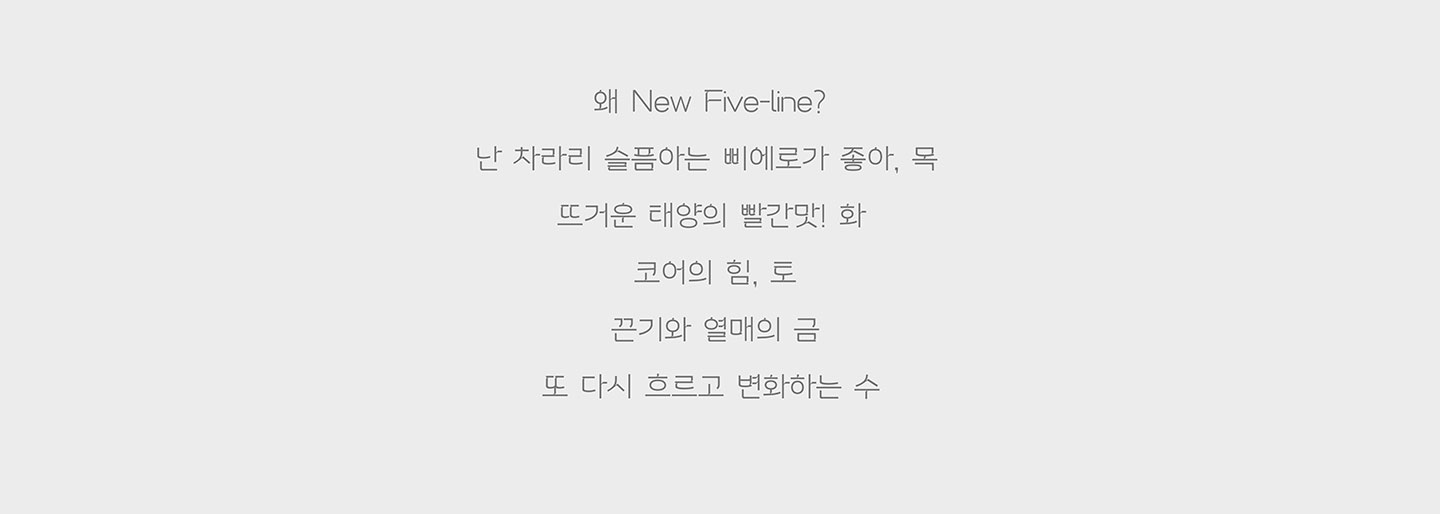 왜 New Five-line?
난 차라리 슬픔아는 삐에로가 좋아, 목
뜨거운 태양의 빨간맛! 화
코어의 힘, 토
끈기와 열매의 금
또 다시 흐르고 변화하는 수